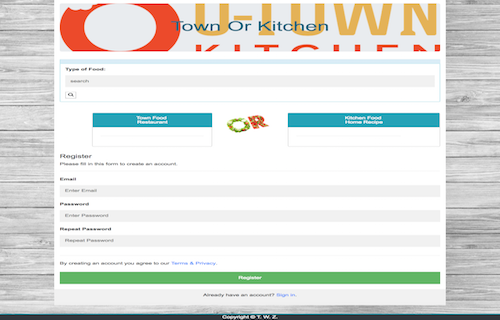 O-TOWN
Town Or Kitchen
KITCHEN
Type of Food:
search
Town Food
Restaurant
OR
Kitchen Food
Home Recipe
Register
Please fill in this form to create an account.
Email
Enter Email
Password
Enter Password
Repeat Password
Repeat Password
By creating an account you agree to our Terms & Privacy.
Register
Already have an account? Sign in.
Copyright © T. W. Z.